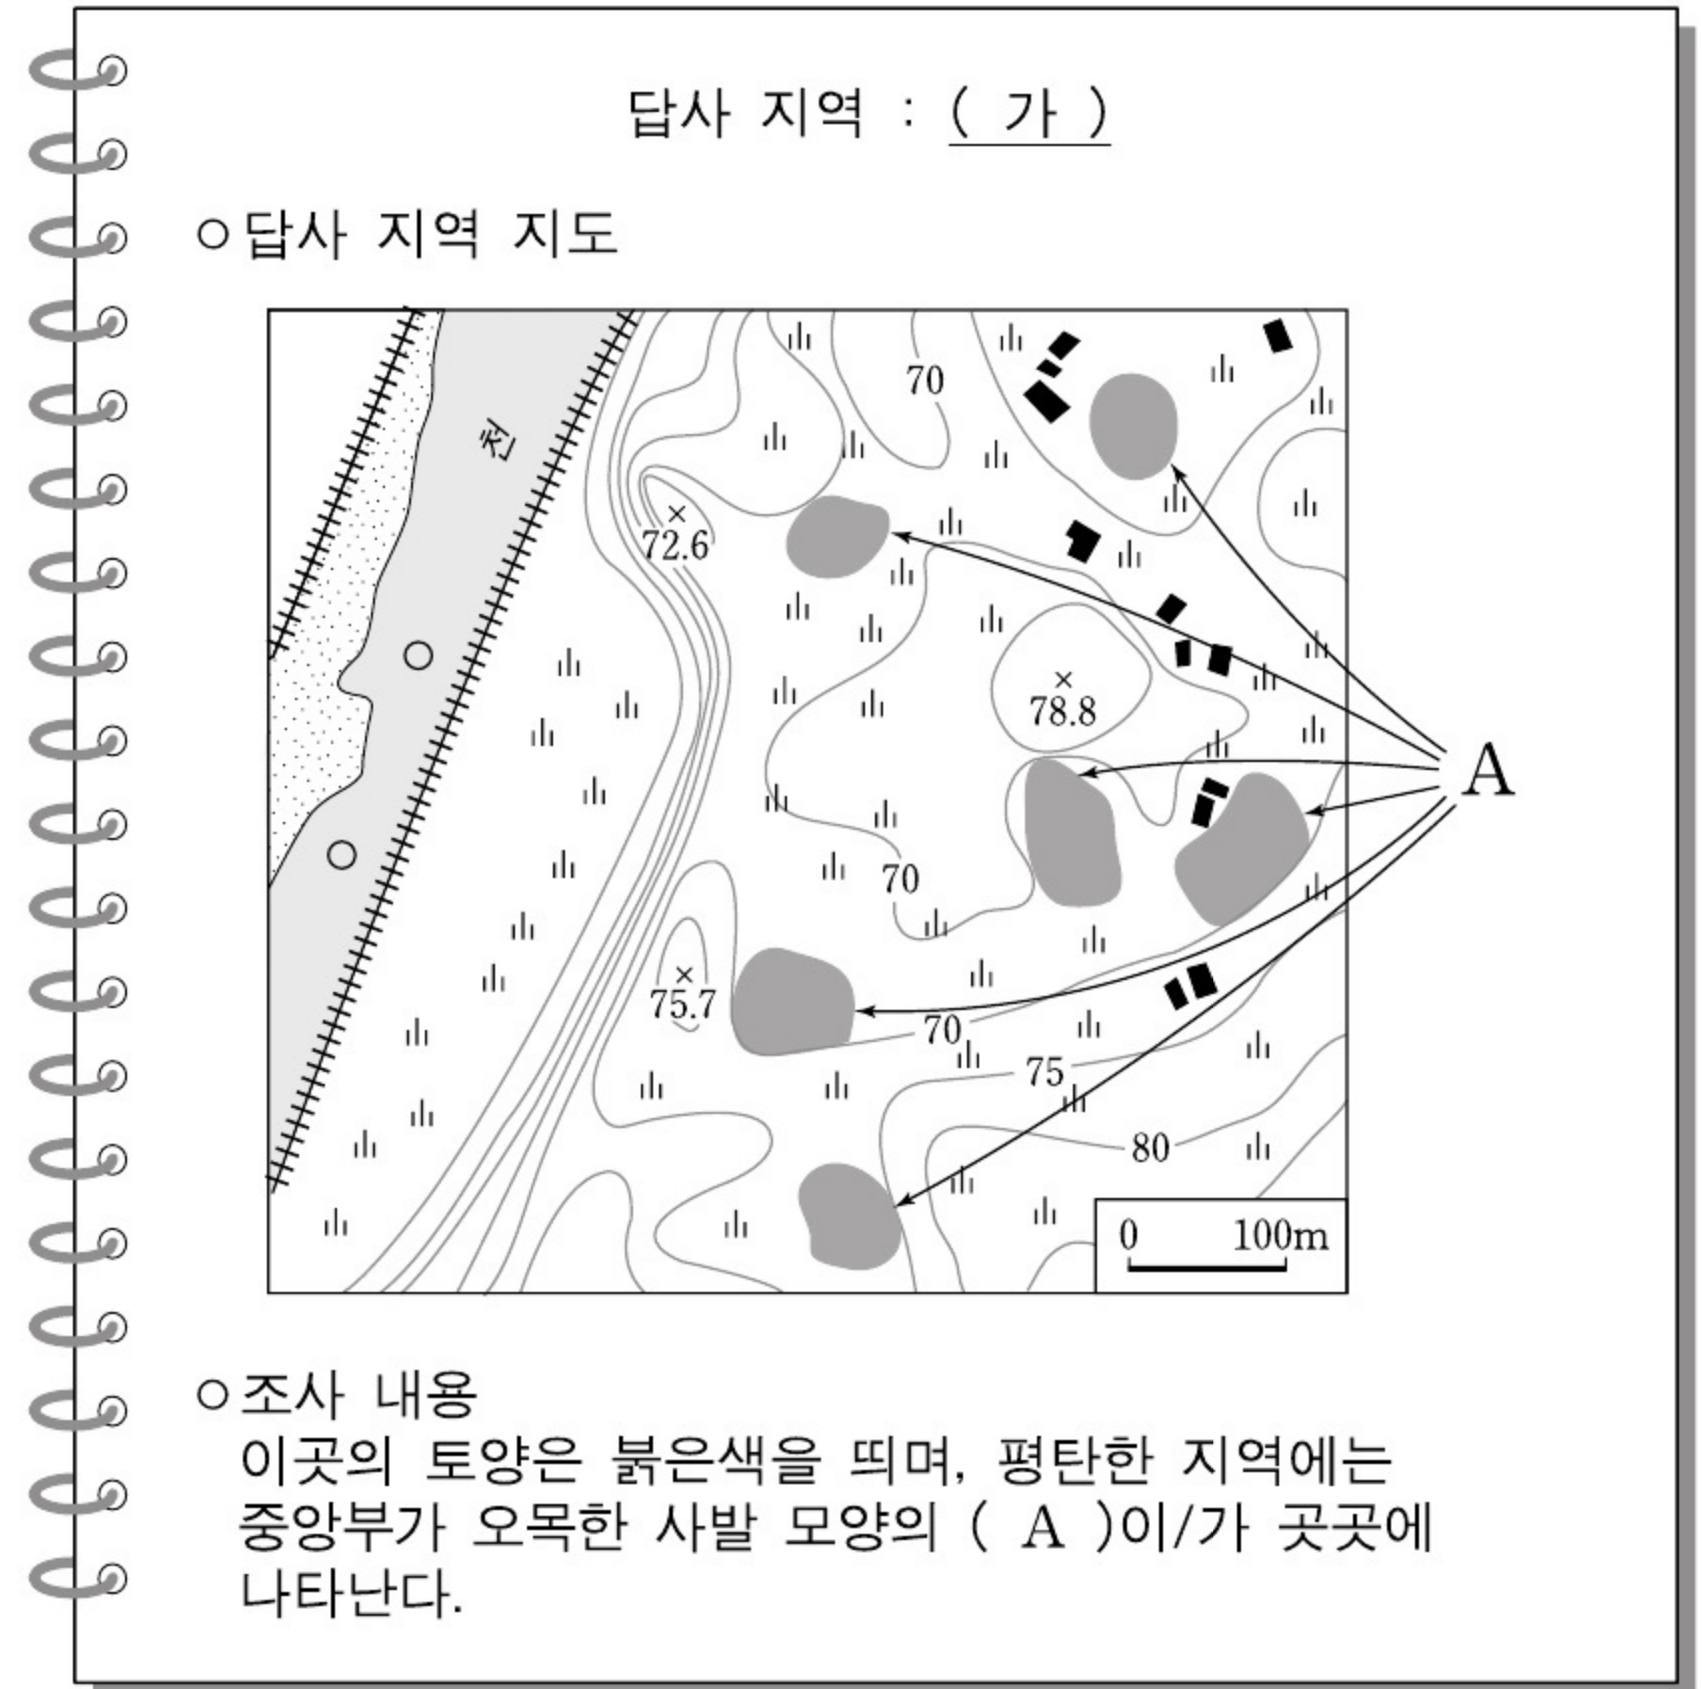 답사 지역 : ( 가 )
○답사 지역 지도
70
천
72.6
78.8
A
70
75.7
70
75
80
0 100m
○조사 내용
이곳의 토양은 붉은색을 띄며, 평탄한 지역에는
중앙부가 오목한 사발 모양의 ( A )이/가 곳곳에
나타난다.